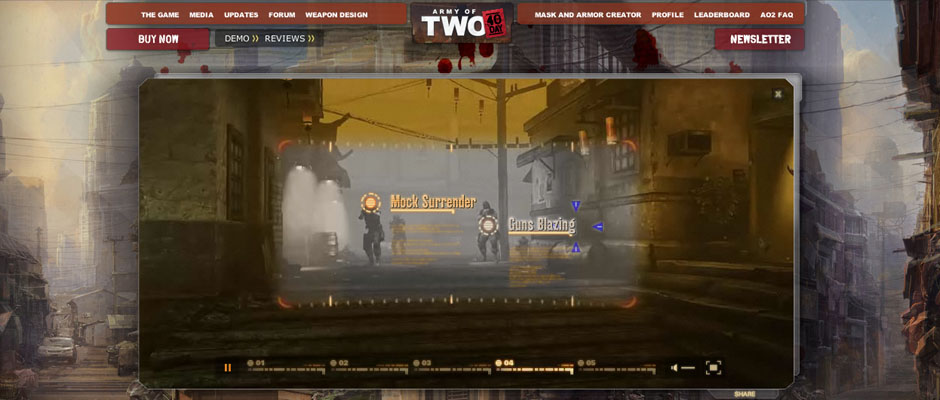 THE GAME MEDIA UPDATES FORUM WEAPON DESIGN
ARMY OF
TWO
40
DAY
MASK AND ARMOR CREATOR PROFILE LEADERBOARD AO2 FAQ
BUY NOW
DEMO REVIEWS
NEWSLETTER
Mock Surrender
Guns Blazing
01 02 03 04 05
SHARE